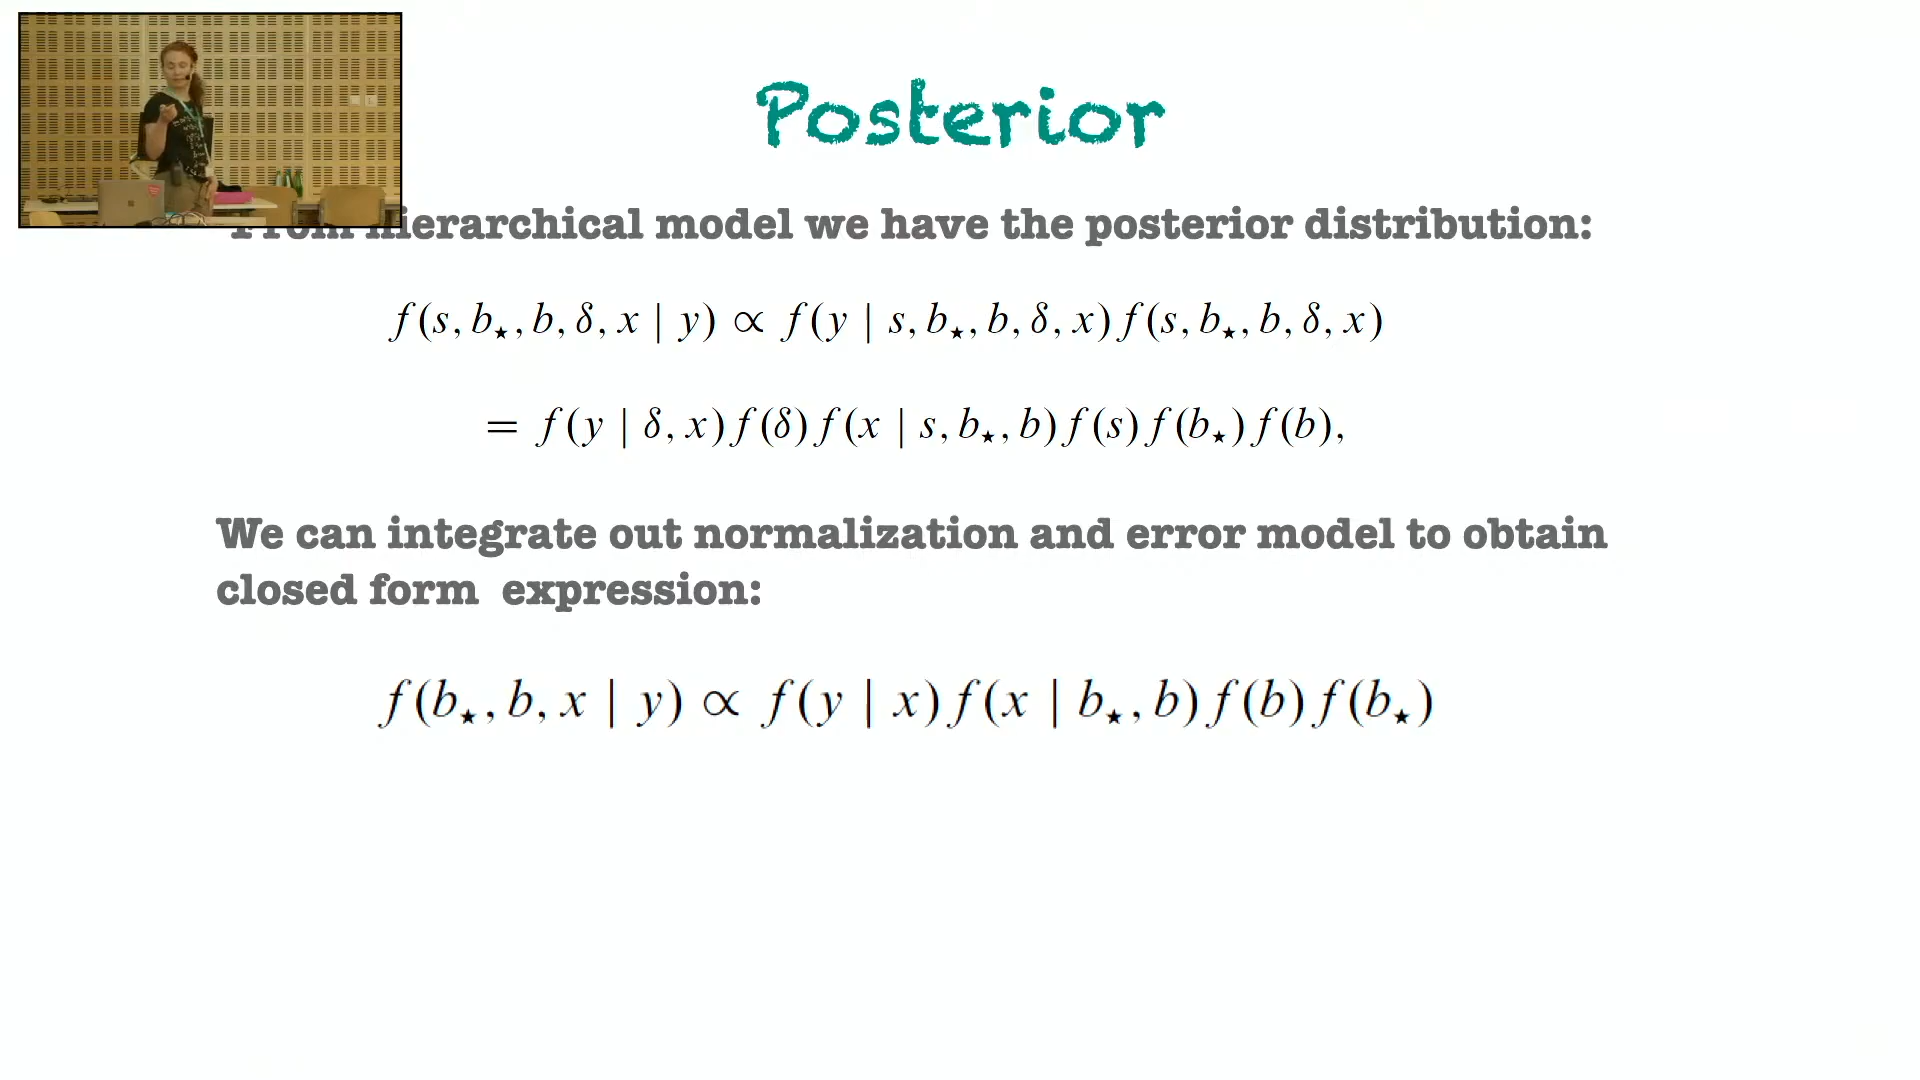 Posterior
From hierarchical model we have the posterior distribution:
f(s, b⋆, b, δ, x | y) ∝ f(y | s, b⋆, b, δ, x) f(s, b⋆, b, δ, x)
= f(y | δ, x) f(δ) f(x | s, b⋆, b) f(s) f(b⋆) f(b),
We can integrate out normalization and error model to obtain
closed form expression:
f(b⋆, b, x | y) ∝ f(y | x) f(x | b⋆, b) f(b) f(b⋆)